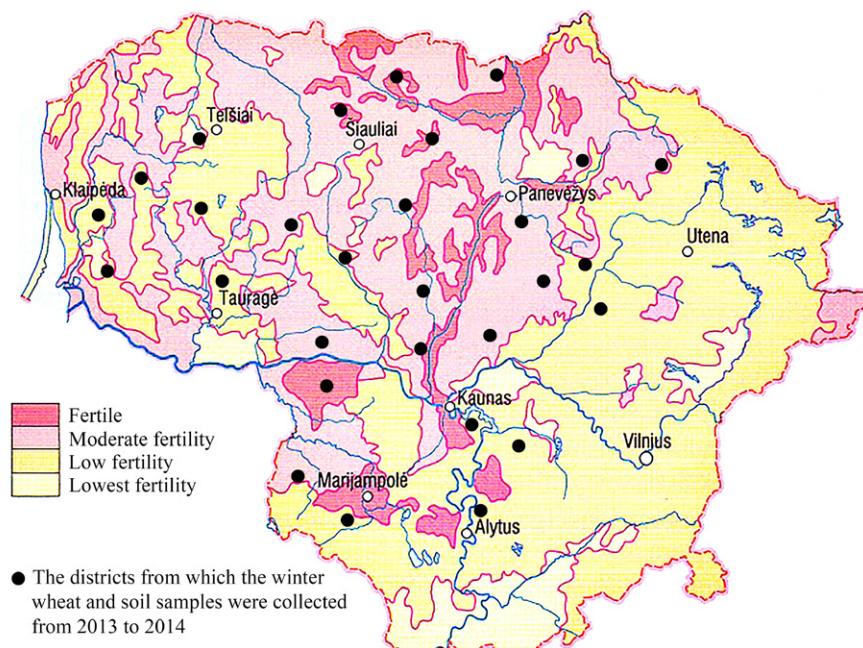 Telšiai
Šiauliai
Klaipėda
Panevėžys
Utena
Tauragė
Kaunas
Vilnius
Marijampolė
Alytus
Fertile
Moderate fertility
Low fertility
Lowest fertility
The districts from which the winter
wheat and soil samples were collected
from 2013 to 2014